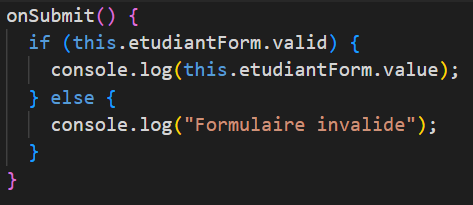 onSubmit() {
  if (this.etudiantForm.valid) {
    console.log(this.etudiantForm.value);
  } else {
    console.log("Formulaire invalide");
  }
}